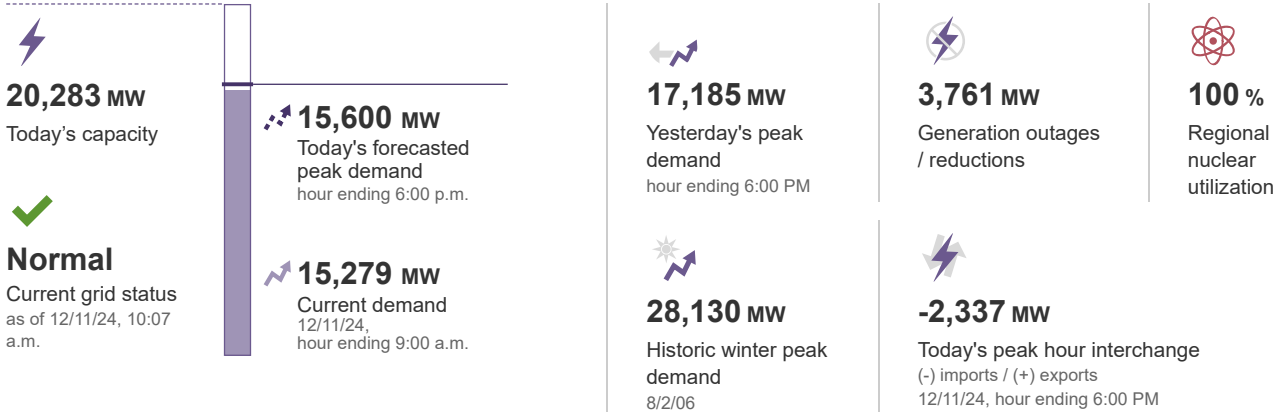 20,283 MW
Today's capacity
Normal
Current grid status
as of 12/11/24, 10:07
a.m.
15,600 MW
Today's forecasted
peak demand
hour ending 6:00 p.m.
15,279 MW
Current demand
12/11/24,
hour ending 9:00 a.m.
17,185 MW
Yesterday's peak
demand
hour ending 6:00 PM
3,761 MW
Generation outages
/ reductions
100 %
Regional
nuclear
utilization
28,130 MW
Historic winter peak
demand
8/2/06
-2,337 MW
Today's peak hour interchange
(-) imports / (+) exports
12/11/24, hour ending 6:00 PM